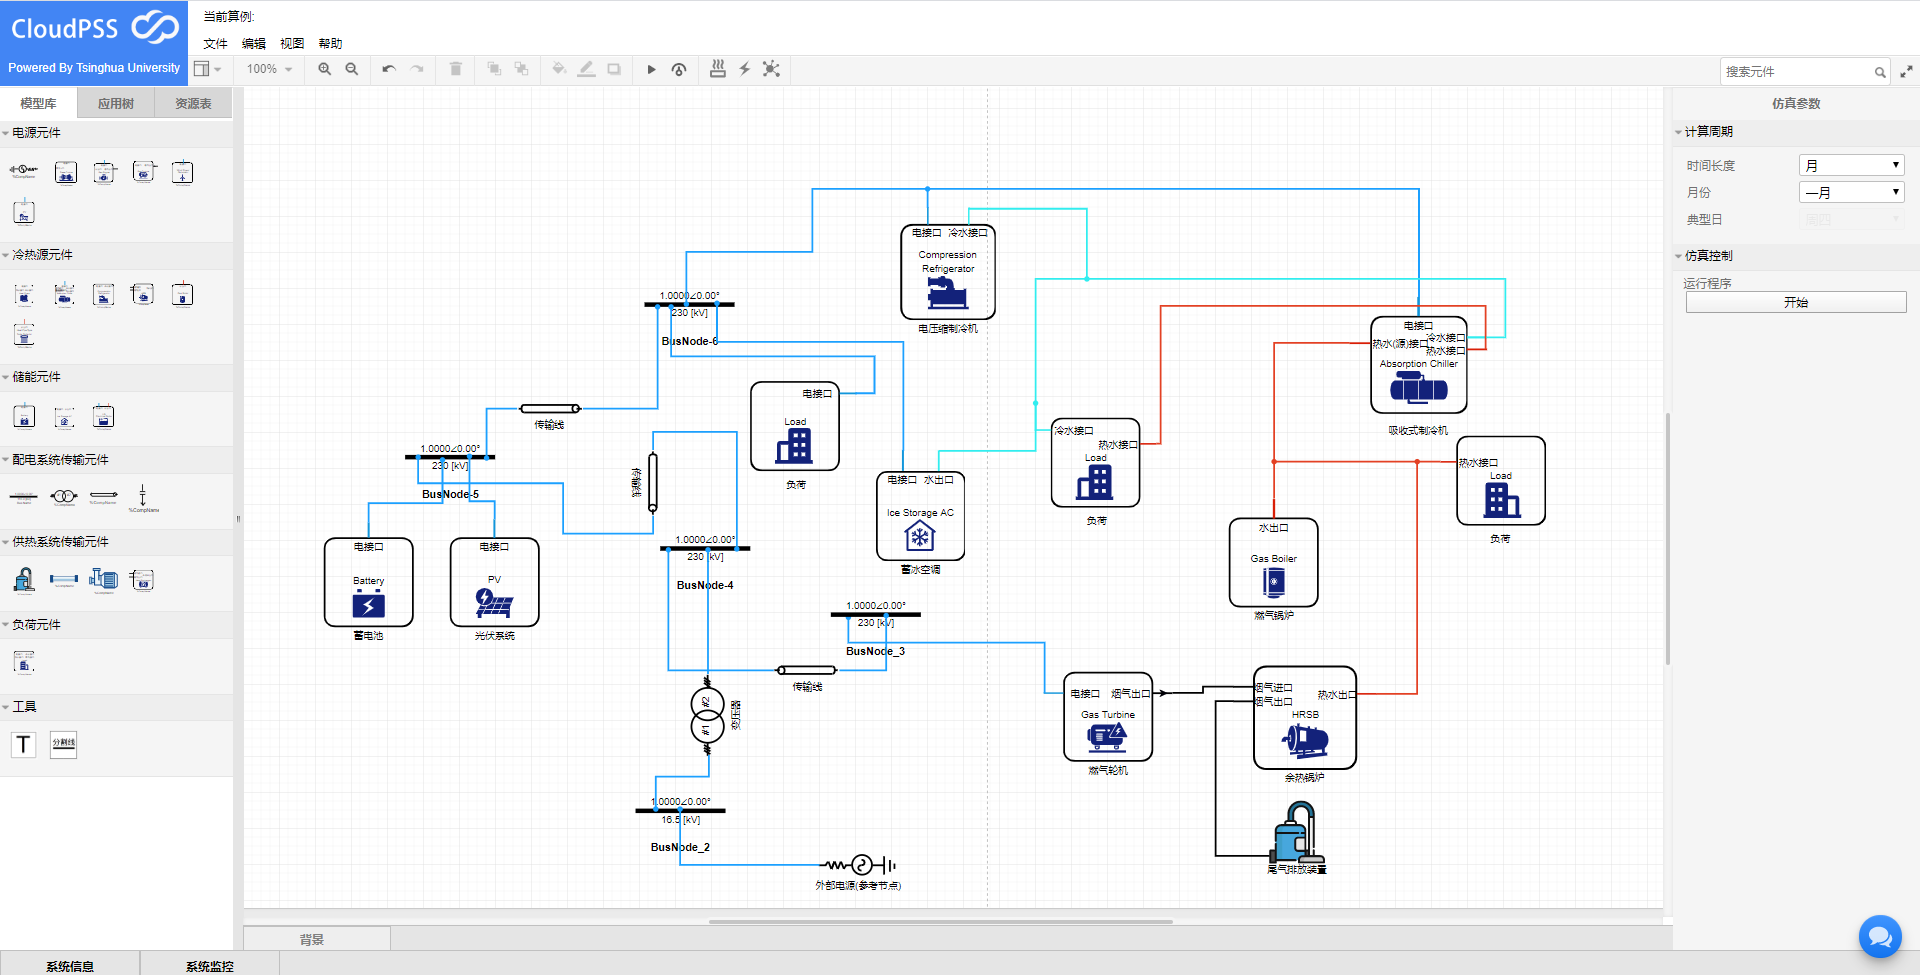 CloudPSS
Powered By Tsinghua University
当前算例:
文件 编辑 视图 帮助
100%
搜索元件
模型库 应用树 资源表
电源元件
冷热源元件
储能元件
配电系统传输元件
%CompName
供热系统传输元件
负荷元件
工具
T
分割线
电接口 冷水接口
Compression
Refrigerator
电压缩制冷机
1.0000∠0.00°
230 [kV]
BusNode-6
电接口
冷水接口
热水(源)接口
热水接口
Absorption Chiller
吸收式制冷机
电接口
Load
负荷
传输线
1.0000∠0.00°
230 [kV]
BusNode-5
传输线
冷水接口
热水接口
Load
负荷
热水接口
Load
负荷
电接口 水出口
Ice Storage AC
蓄冰空调
电接口
Battery
蓄电池
电接口
PV
光伏系统
1.0000∠0.00°
230 [kV]
BusNode-4
水出口
Gas Boiler
燃气锅炉
1.0000∠0.00°
230 [kV]
BusNode_3
传输线
#2
#1
变压器
电接口 烟气出口
Gas Turbine
燃气轮机
烟气进口
烟气出口
热水出口
HRSB
余热锅炉
1.0000∠0.00°
16.5 [kV]
BusNode_2
外部电源(参考节点)
尾气排放装置
仿真参数
计算周期
时间长度 月
月份 一月
典型日 周四
仿真控制
运行程序
开始
背景
系统信息 系统监控